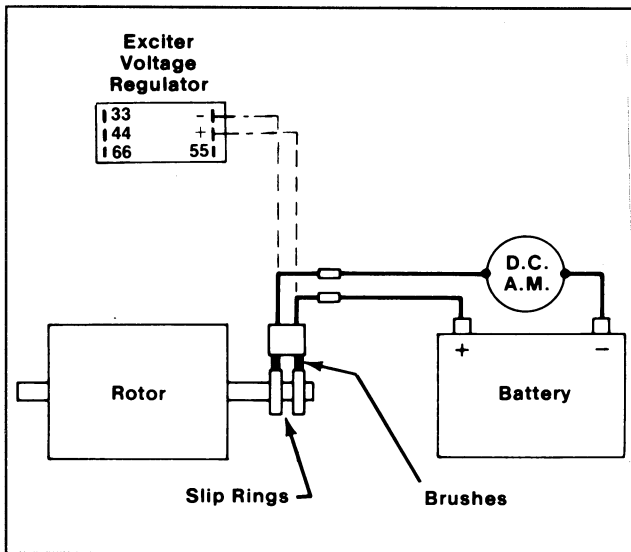 Exciter
Voltage
Regulator
33 -
44 +
66 55
D.C.
A.M.
+ -
Rotor
Battery
Slip Rings
Brushes